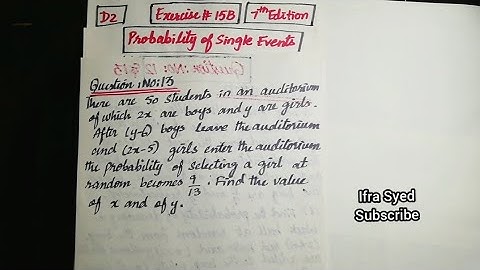 D2 Exercise # 15B 7th Edition
Probability of Single Events
Question :No: 13
There are 50 students in an auditorium
of which 2x are boys and y are girls.
After (y-6) boys leave the auditorium
and (2x-5) girls enter the auditorium
the probability of selecting a girl at
random becomes 9/13. Find the value
of x and of y.
Ifra Syed
Subscribe